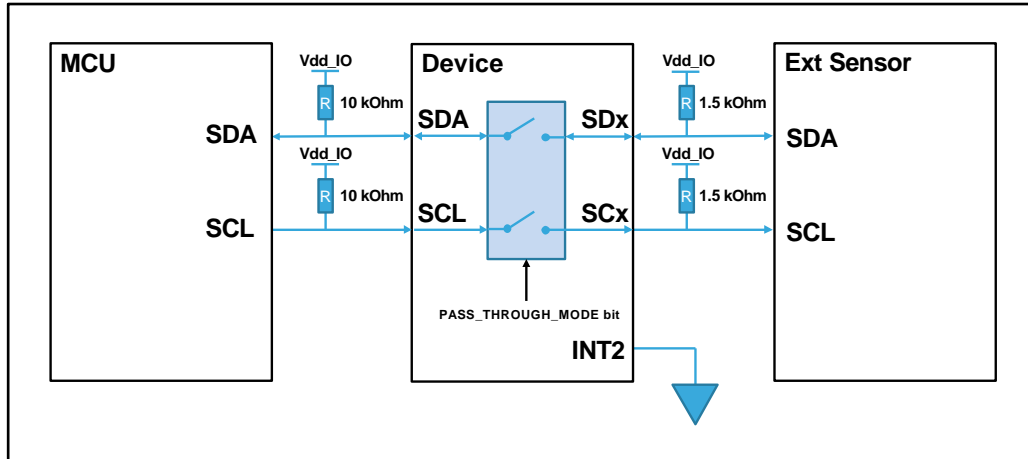 MCU
Vdd_IO
R
10 kOhm
SDA
Vdd_IO
R
10 kOhm
SCL
Device
SDA
SDx
SCL
SCx
PASS_THROUGH_MODE bit
INT2
Vdd_IO
R
1.5 kOhm
Vdd_IO
R
1.5 kOhm
Ext Sensor
SDA
SCL